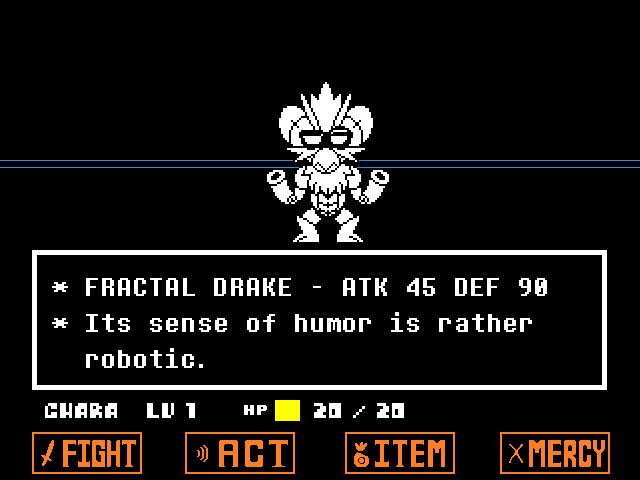 * FRACTAL DRAKE - ATK 45 DEF 90
* Its sense of humor is rather
robotic.
CHARA LV 1 HP 20 / 20
FIGHT ACT ITEM MERCY